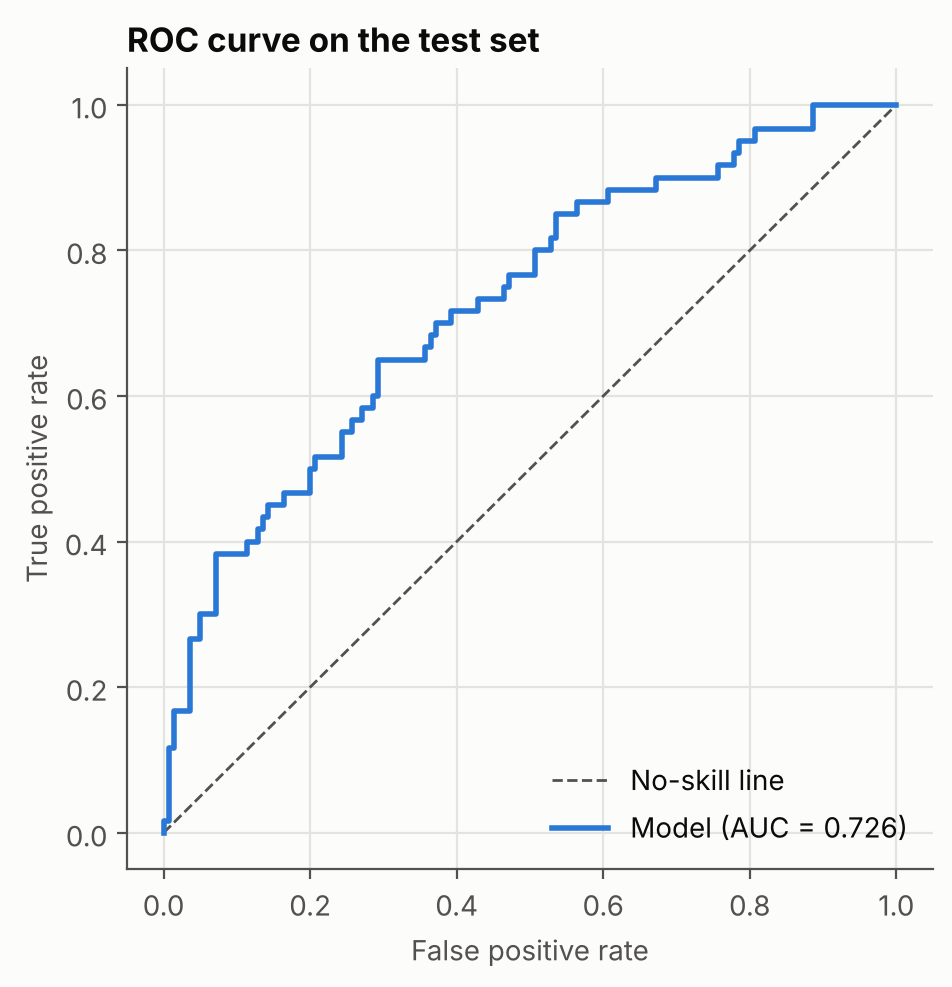 ROC curve on the test set
True positive rate
1.0
0.8
0.6
0.4
0.2
0.0
No-skill line
Model (AUC = 0.726)
0.0 0.2 0.4 0.6 0.8 1.0
False positive rate